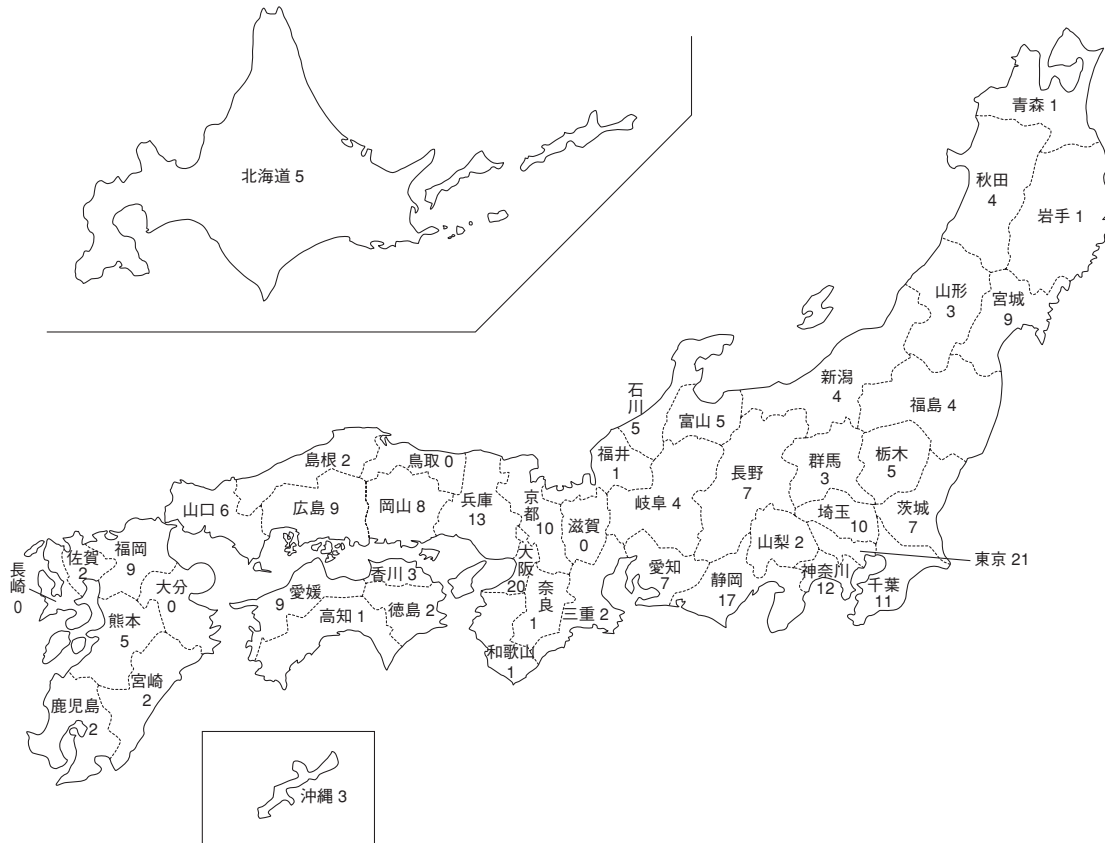 北海道 5
青森 1
秋田
4
岩手 1
山形
3
宮城
9
新潟
4
福島 4
石川
5
富山 5
福井
1
長野
7
群馬
3
栃木
5
茨城
7
埼玉
10
岐阜 4
山梨 2
東京 21
神奈川
12
千葉
11
愛知
7
静岡
17
島根 2
鳥取 0
兵庫
13
京都
10
滋賀
0
山口 6
広島 9
岡山 8
大阪
20
奈良
1
三重 2
和歌山
1
香川 3
愛媛
9
高知 1
徳島 2
福岡
9
佐賀
2
長崎
0
大分
0
熊本
5
宮崎
2
鹿児島
2
沖縄 3